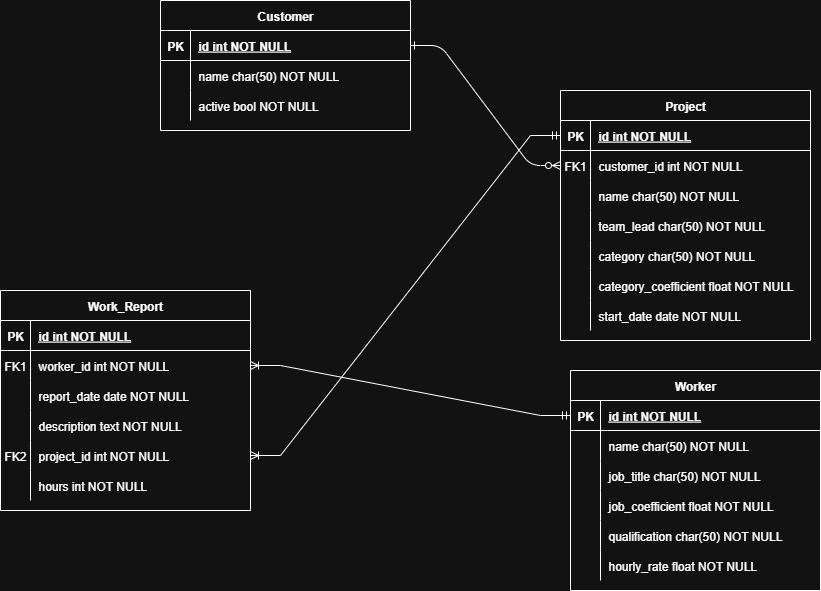 Customer
PK id int NOT NULL
name char(50) NOT NULL
active bool NOT NULL
Project
PK id int NOT NULL
FK1 customer_id int NOT NULL
name char(50) NOT NULL
team_lead char(50) NOT NULL
category char(50) NOT NULL
category_coefficient float NOT NULL
start_date date NOT NULL
Work_Report
PK id int NOT NULL
FK1 worker_id int NOT NULL
report_date date NOT NULL
description text NOT NULL
FK2 project_id int NOT NULL
hours int NOT NULL
Worker
PK id int NOT NULL
name char(50) NOT NULL
job_title char(50) NOT NULL
job_coefficient float NOT NULL
qualification char(50) NOT NULL
hourly_rate float NOT NULL